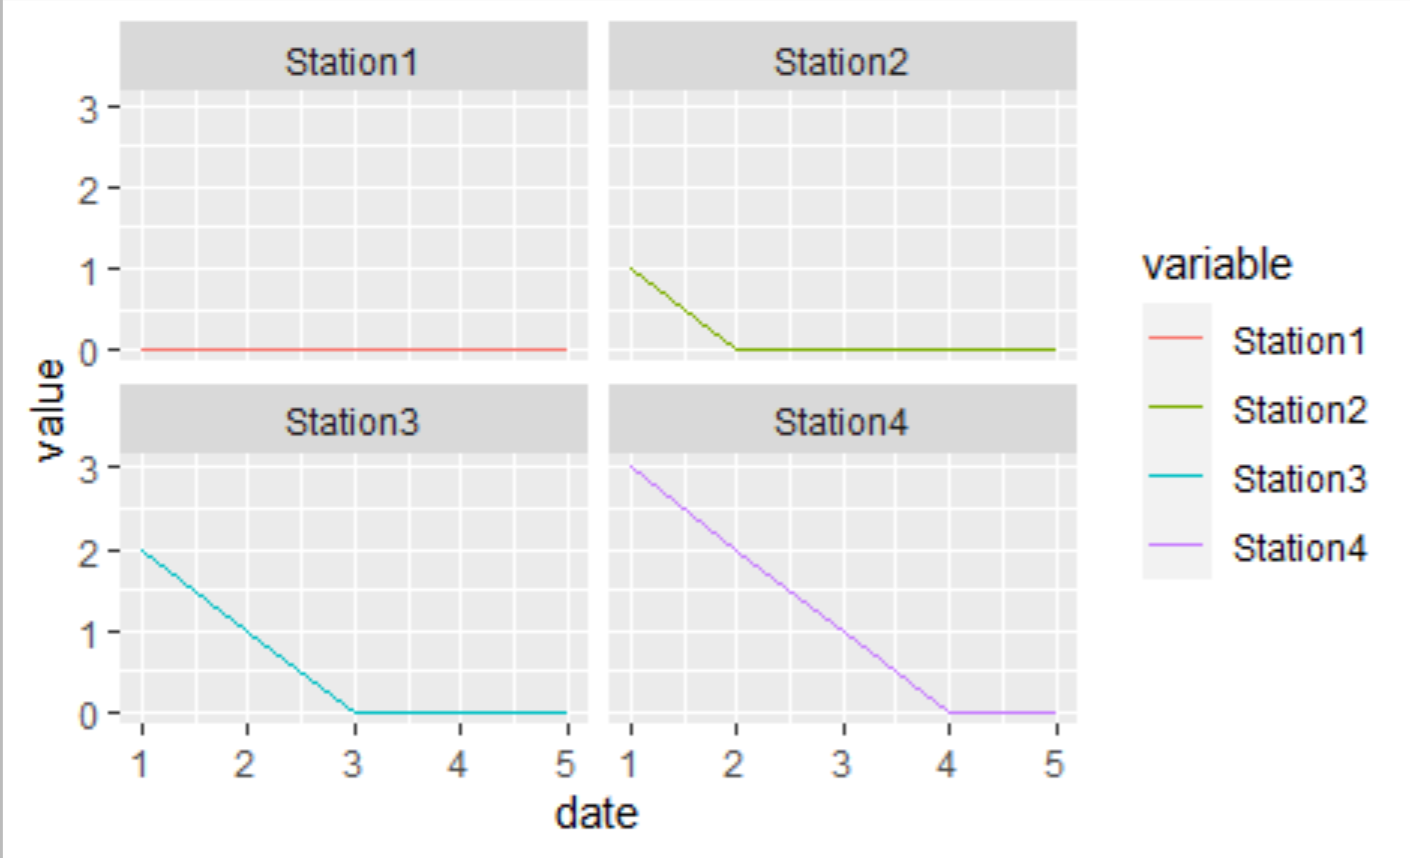 Station1 Station2
3
2
1
0
value
Station3 Station4
3
2
1
0
1 2 3 4 5 1 2 3 4 5
date
variable
Station1
Station2
Station3
Station4